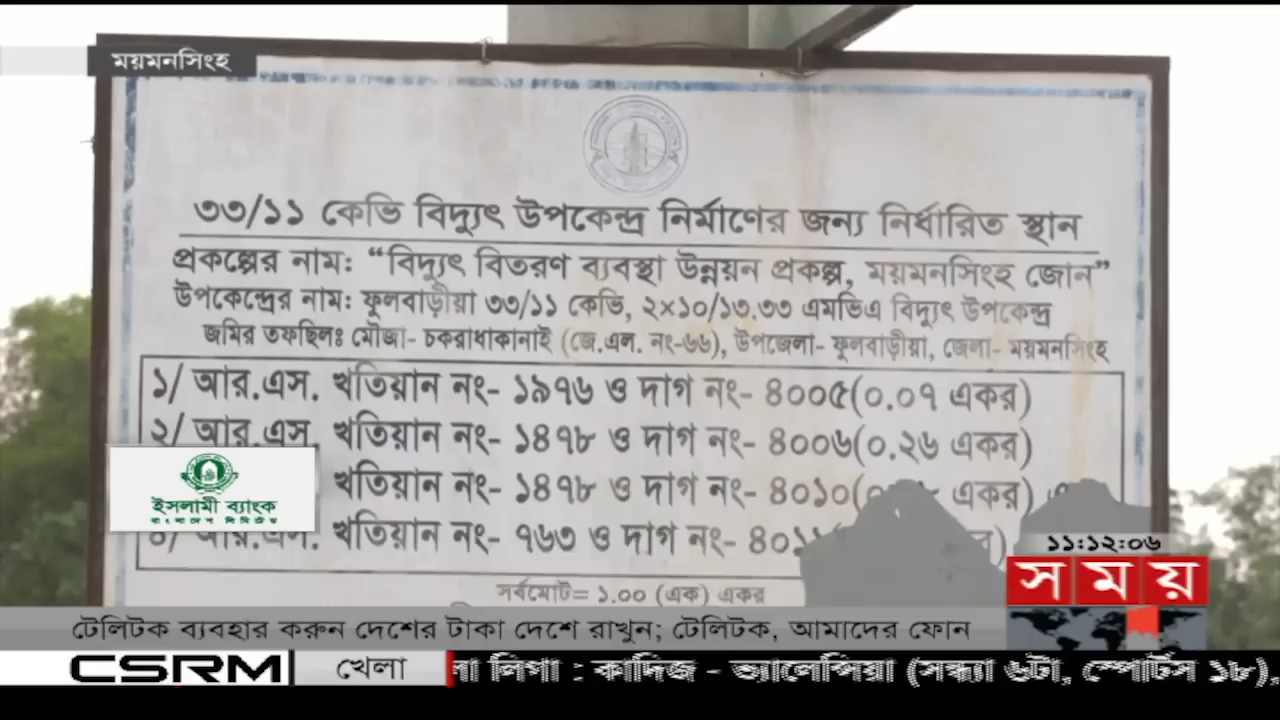 ময়মনসিংহ
৩৩/১১ কেভি বিদ্যুৎ উপকেন্দ্র নির্মাণের জন্য নির্ধারিত স্থান
প্রকল্পের নাম: “বিদ্যুৎ বিতরণ ব্যবস্থা উন্নয়ন প্রকল্প, ময়মনসিংহ জোন”
উপকেন্দ্রের নাম: ফুলবাড়ীয়া ৩৩/১১ কেভি, ২×১০/১৩.৩৩ এমভিএ বিদ্যুৎ উপকেন্দ্র
জমির তফছিলঃ মৌজা- চকরাধাকানাই (জে.এল. নং-৬৬), উপজেলা- ফুলবাড়ীয়া, জেলা- ময়মনসিংহ
১/ আর.এস. খতিয়ান নং- ১৯৭৬ ও দাগ নং- ৪০০৫(০.০৭ একর)
২/ আর.এস. খতিয়ান নং- ১৪৭৮ ও দাগ নং- ৪০০৬(০.২৬ একর)
খতিয়ান নং- ১৪৭৮ ও দাগ নং- ৪০১০( একর)
৪/ আর.এস. খতিয়ান নং- ৭৬৩ ও দাগ নং-
সর্বমোট= ১.০০ (এক) একর
ইসলামী ব্যাংক
বাংলাদেশ লিমিটেড
১১:১২:০৬
সময়
টেলিটক ব্যবহার করুন দেশের টাকা দেশে রাখুন; টেলিটক, আমাদের ফোন
CSRM খেলা লা লিগা : কাদিজ - ভ্যালেন্সিয়া (সন্ধ্যা ৬টা, স্পোর্টস ১৮),